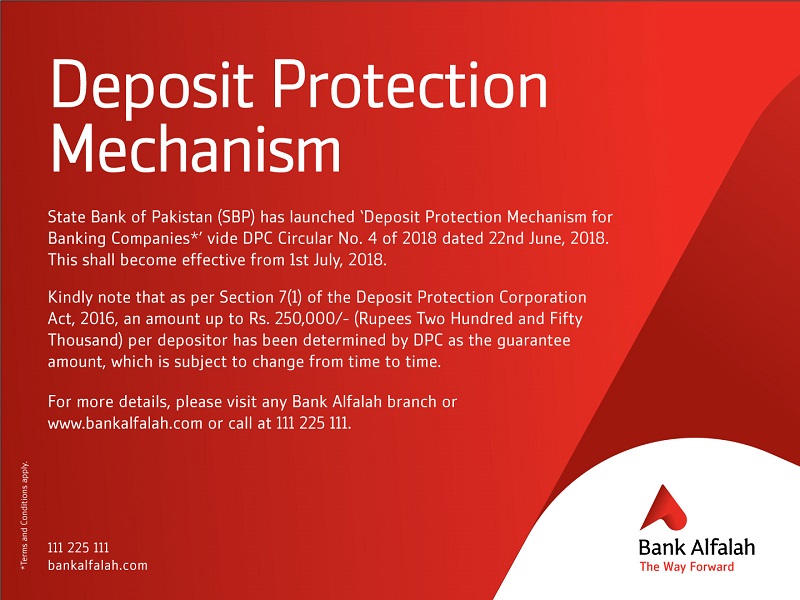 Deposit Protection
Mechanism
State Bank of Pakistan (SBP) has launched ‘Deposit Protection Mechanism for
Banking Companies*’ vide DPC Circular No. 4 of 2018 dated 22nd June, 2018.
This shall become effective from 1st July, 2018.
Kindly note that as per Section 7(1) of the Deposit Protection Corporation
Act, 2016, an amount up to Rs. 250,000/- (Rupees Two Hundred and Fifty
Thousand) per depositor has been determined by DPC as the guarantee
amount, which is subject to change from time to time.
For more details, please visit any Bank Alfalah branch or
www.bankalfalah.com or call at 111 225 111.
*Terms and Conditions apply.
111 225 111
bankalfalah.com
Bank Alfalah
The Way Forward